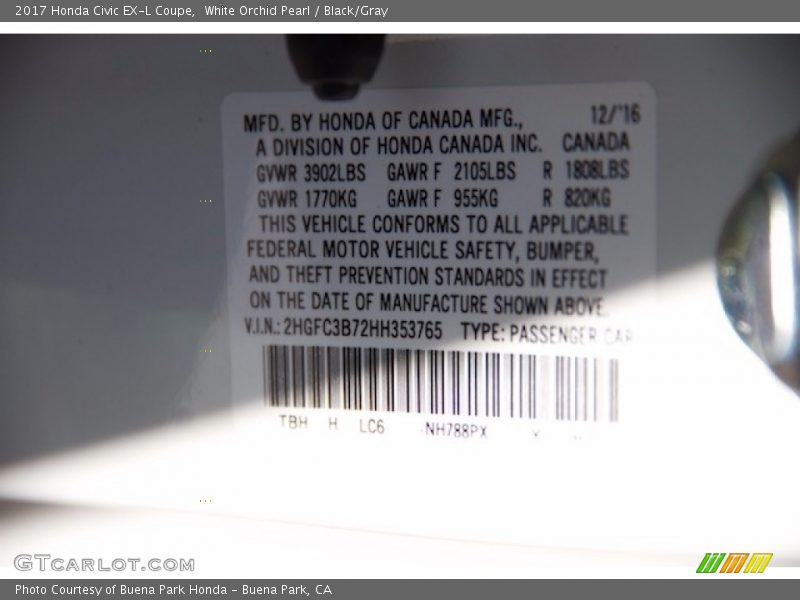 2017 Honda Civic EX-L Coupe,  White Orchid Pearl / Black/Gray
MFD. BY HONDA OF CANADA MFG., 12/'16
A DIVISION OF HONDA CANADA INC. CANADA
GVWR 3902LBS GAWR F 2105LBS R 1808LBS
GVWR 1770KG GAWR F 955KG R 820KG
THIS VEHICLE CONFORMS TO ALL APPLICABLE
FEDERAL MOTOR VEHICLE SAFETY, BUMPER,
AND THEFT PREVENTION STANDARDS IN EFFECT
ON THE DATE OF MANUFACTURE SHOWN ABOVE.
V.I.N.: 2HGFC3B72HH353765 TYPE: PASSENGER CAR
TBH H LC6 NH788PX
GTCARLOT.COM
Photo Courtesy of Buena Park Honda - Buena Park, CA